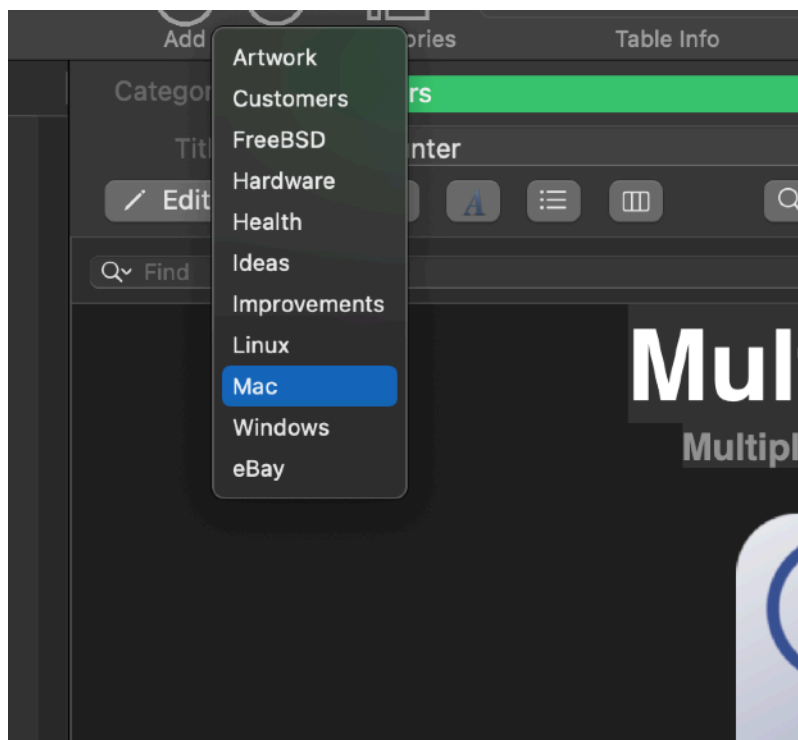 Add
ories
Table Info
Categor
rs
Titl
nter
Edit
A
Find
Artwork
Customers
FreeBSD
Hardware
Health
Ideas
Improvements
Linux
Mac
Windows
eBay
Mul
Multipl